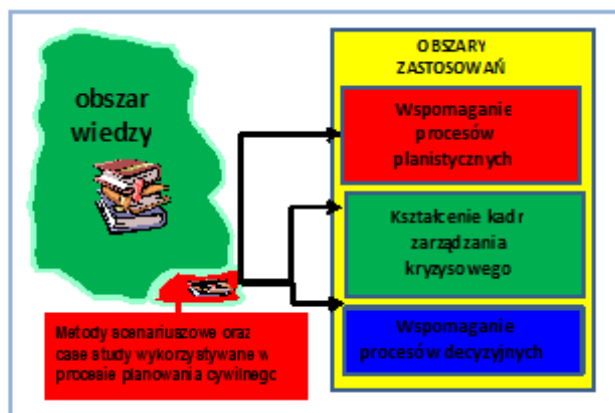 obszar
wiedzy
OBSZARY
ZASTOSOWAŃ
Wspomaganie
procesów
planistycznych
Kształcenie kadr
zarządzania
kryzysowego
Wspomaganie
procesów decyzyjnych
Metody scenariuszowe oraz
case study wykorzystywane w
procesie planowania cywilnego